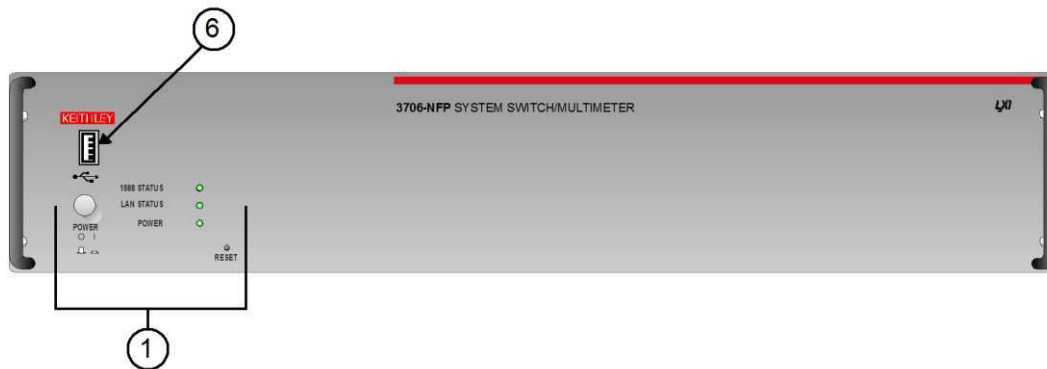 6
3706-NFP SYSTEM SWITCH/MULTIMETER
LXI
KEITHLEY
1588 STATUS
LAN STATUS
POWER
POWER
O I
RESET
1